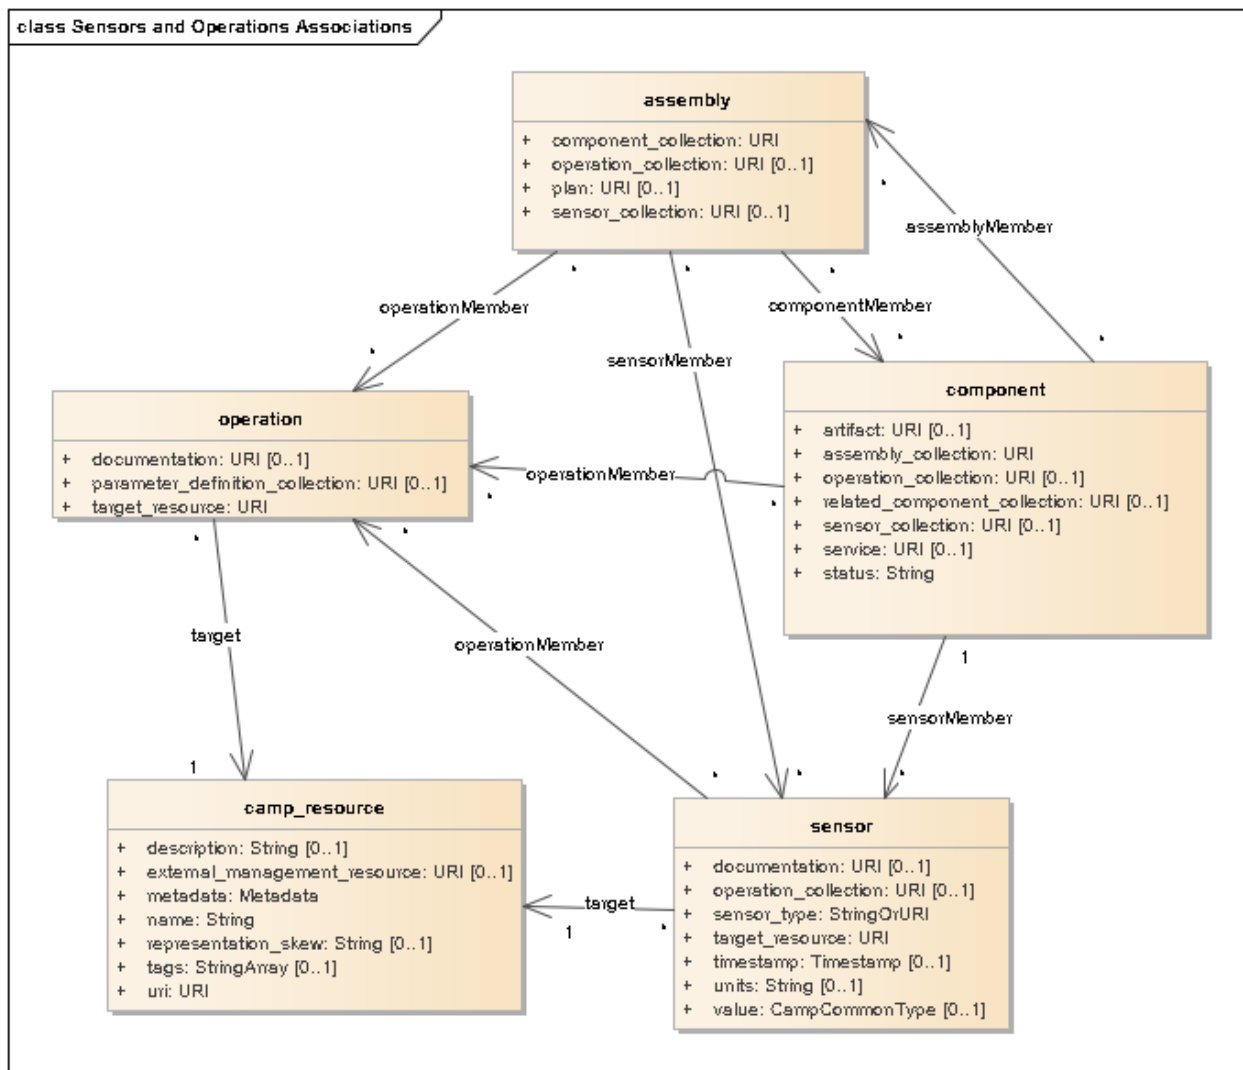 class Sensors and Operations Associations
assembly
+ component_collection: URI
+ operation_collection: URI [0..1]
+ plan: URI [0..1]
+ sensor_collection: URI [0..1]
*
assemblyMember
* * *
operationMember
componentMember
* * *
sensorMember
component
+ artifact: URI [0..1]
+ assembly_collection: URI
+ operation_collection: URI [0..1]
+ related_component_collection: URI [0..1]
+ sensor_collection: URI [0..1]
+ service: URI [0..1]
+ status: String
operation
+ documentation: URI [0..1]
+ parameter_definition_collection: URI [0..1]
+ target_resource: URI
operationMember
* *
* *
target
operationMember
1
sensorMember
1 * * *
camp_resource
+ description: String [0..1]
+ external_management_resource: URI [0..1]
+ metadata: Metadata
+ name: String
+ representation_skew: String [0..1]
+ tags: StringArray [0..1]
+ uri: URI
target
1 *
sensor
+ documentation: URI [0..1]
+ operation_collection: URI [0..1]
+ sensor_type: StringOrURI
+ target_resource: URI
+ timestamp: Timestamp [0..1]
+ units: String [0..1]
+ value: CampCommonType [0..1]